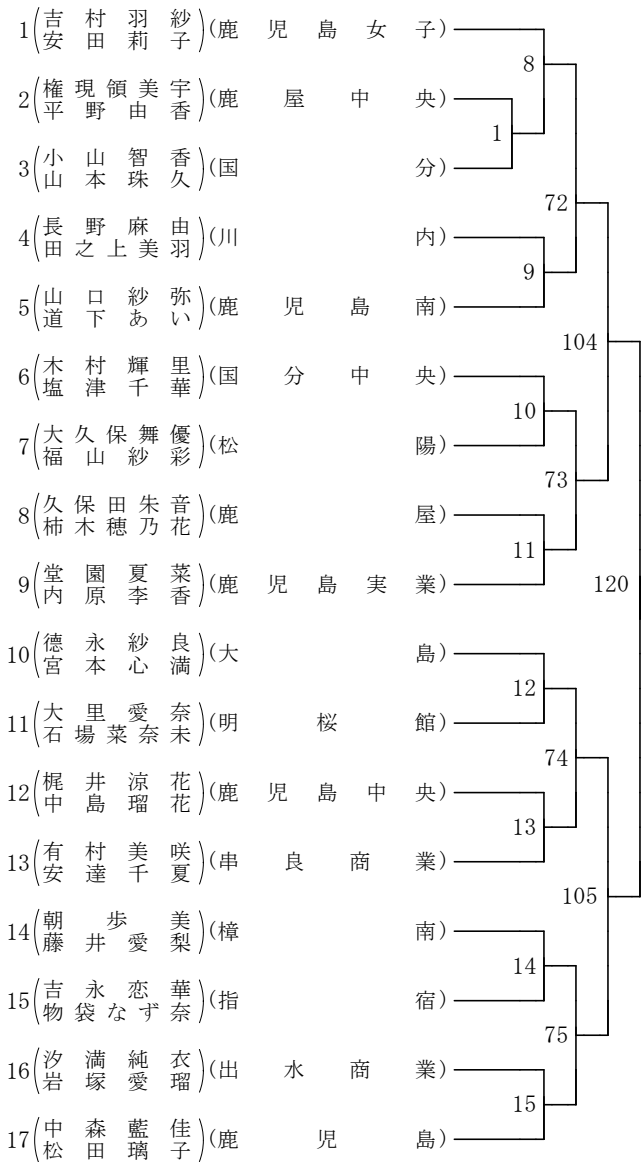 1(吉村羽紗 安田莉子)(鹿児島女子)
2(権現領美宇 平野由香)(鹿屋中央)
3(小山智香 山本珠久)(国分)
4(長野麻由 田之上美羽)(川内)
5(山口紗弥 道下あい)(鹿児島南)
6(木村輝里 塩津千華)(国分中央)
7(大久保舞優 福山紗彩)(松陽)
8(久保田朱音 柿木穂乃花)(鹿屋)
9(堂園夏菜 内原李香)(鹿児島実業)
10(德永紗良 宮本心満)(大島)
11(大里愛奈 石場菜奈未)(明桜館)
12(梶井涼花 中島瑠花)(鹿児島中央)
13(有村美咲 安達千夏)(串良商業)
14(朝歩美 藤井愛梨)(樟南)
15(吉永恋華 物袋なず奈)(指宿)
16(汐満純衣 岩塚愛瑠)(出水商業)
17(中森藍佳 松田璃子)(鹿児島)
8
1
72
9
104
10
73
11
120
12
74
13
105
14
75
15